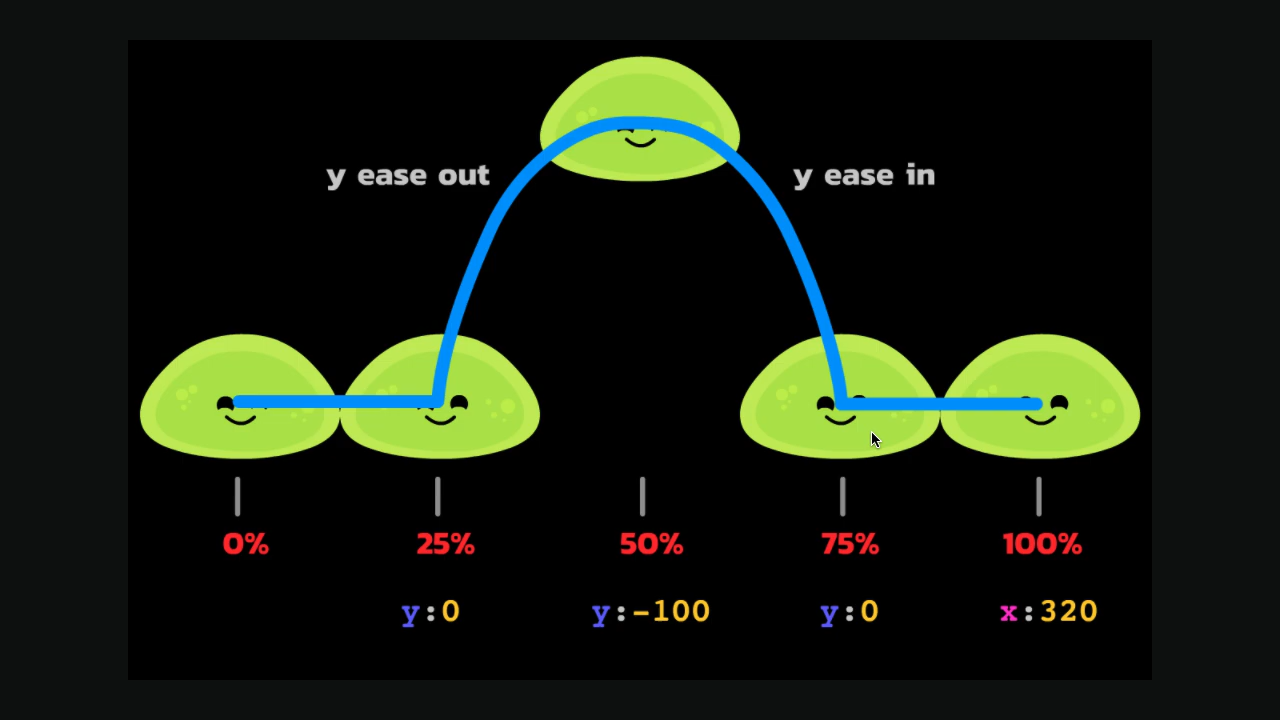 y ease out
y ease in
0% 25% 50% 75% 100%
y:0 y:-100 y:0 x:320